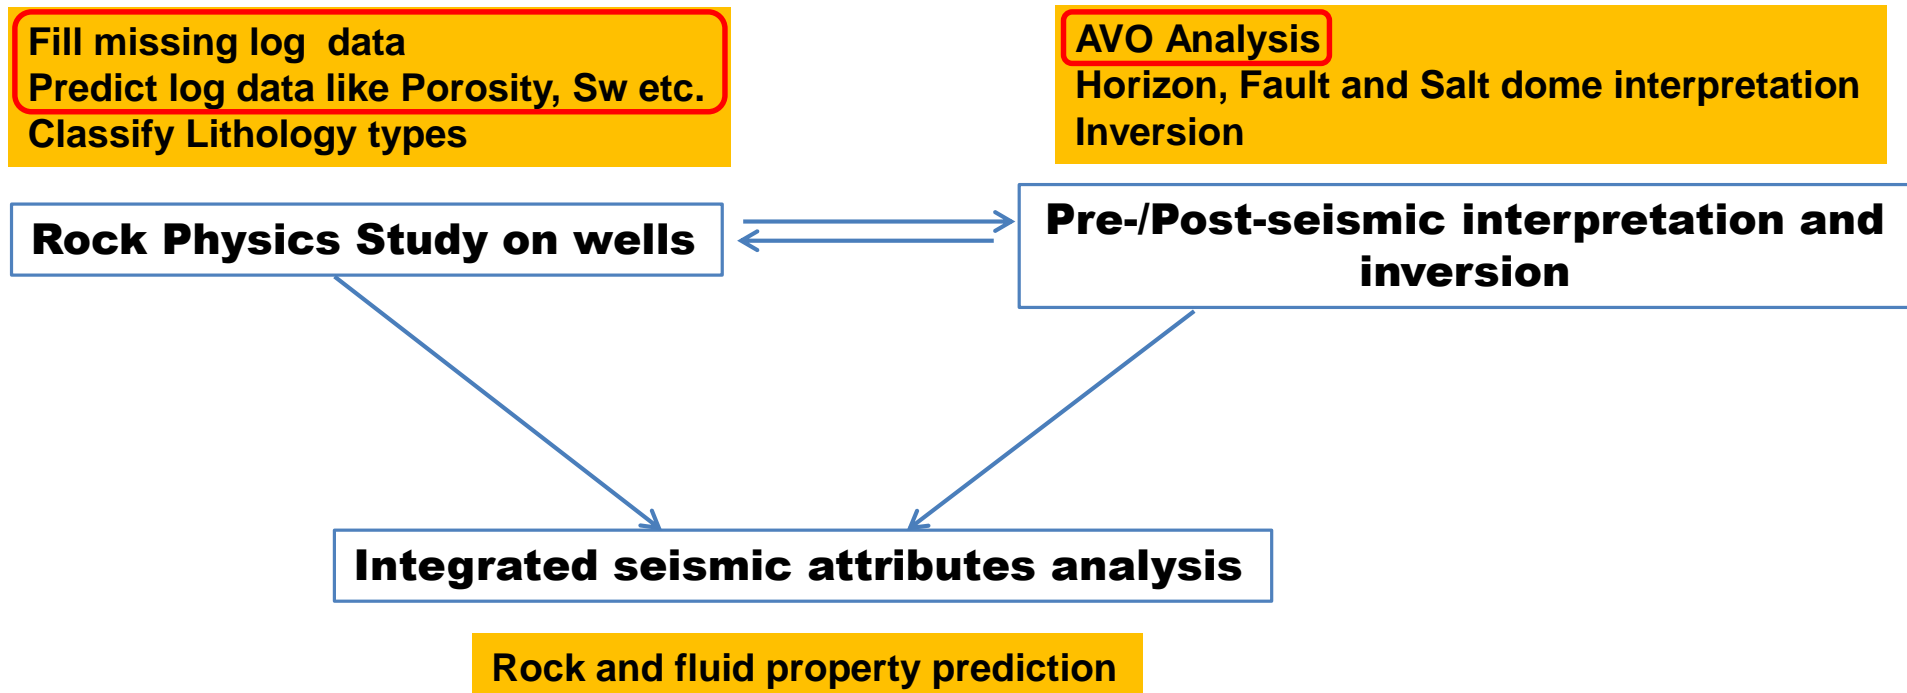 Fill missing log  data
Predict log data like Porosity, Sw etc.
Classify Lithology types
AVO Analysis
Horizon, Fault and Salt dome interpretation
Inversion
Rock Physics Study on wells
Pre-/Post-seismic interpretation and
inversion
Integrated seismic attributes analysis
Rock and fluid property prediction